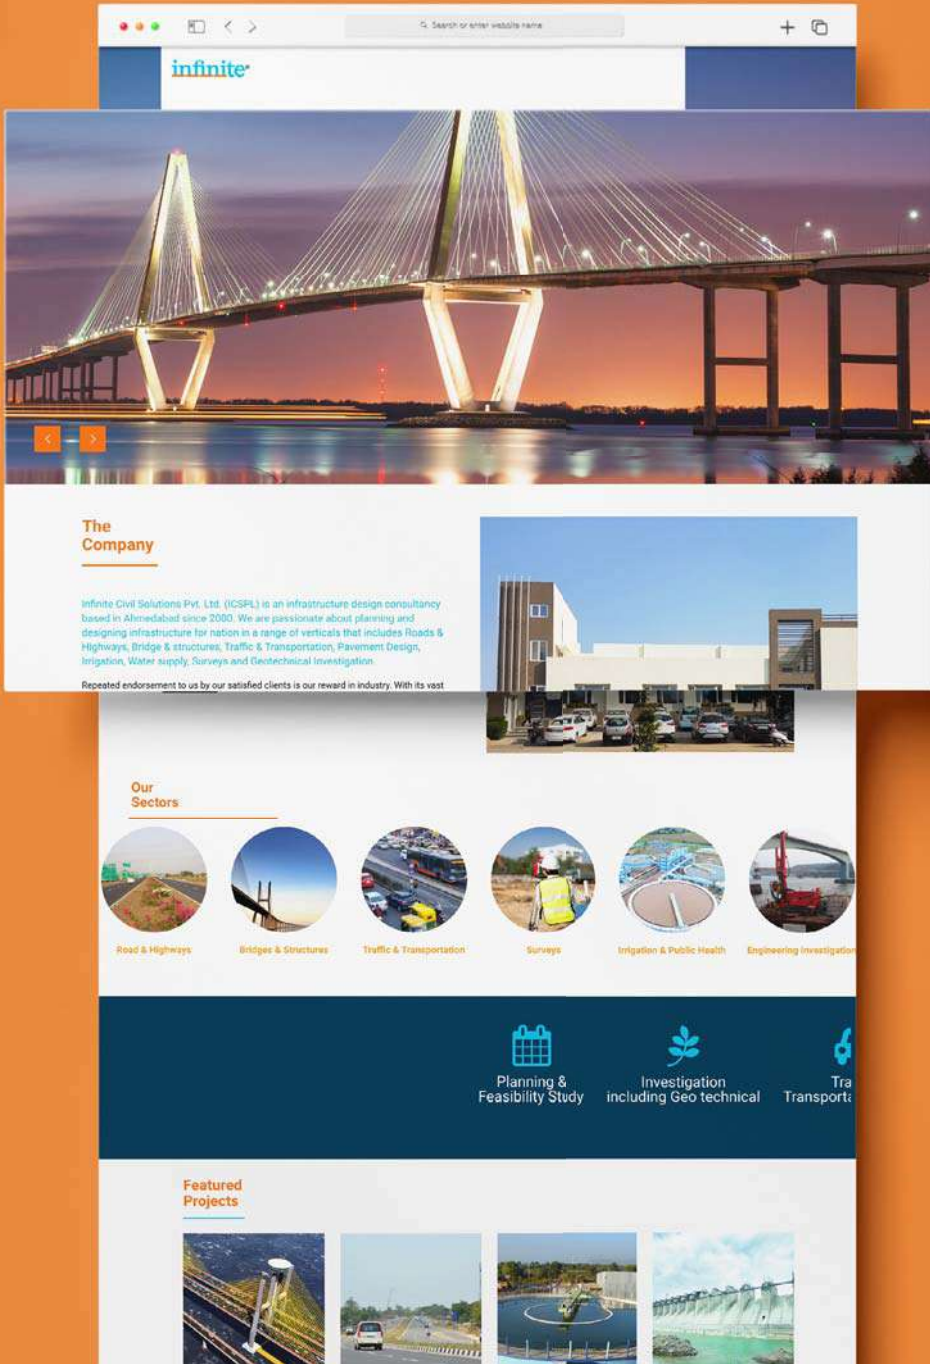 Search or enter website name
infinite
The
Company
Infinite Civil Solutions Pvt. Ltd. (ICSPL) is an infrastructure design consultancy
based in Ahmedabad since 2000. We are passionate about planning and
designing infrastructure for nation in a range of verticals that includes Roads &
Highways, Bridge & structures, Traffic & Transportation, Pavement Design,
Irrigation, Water supply, Surveys and Geotechnical Investigation.
Repeated endorsement to us by our satisfied clients is our reward in industry. With its vast
Our
Sectors
Road & Highways
Bridges & Structures
Traffic & Transportation
Surveys
Irrigation & Public Health
Engineering Investigation
Planning &
Feasibility Study
Investigation
including Geo technical
Tra
Transporta
Featured
Projects